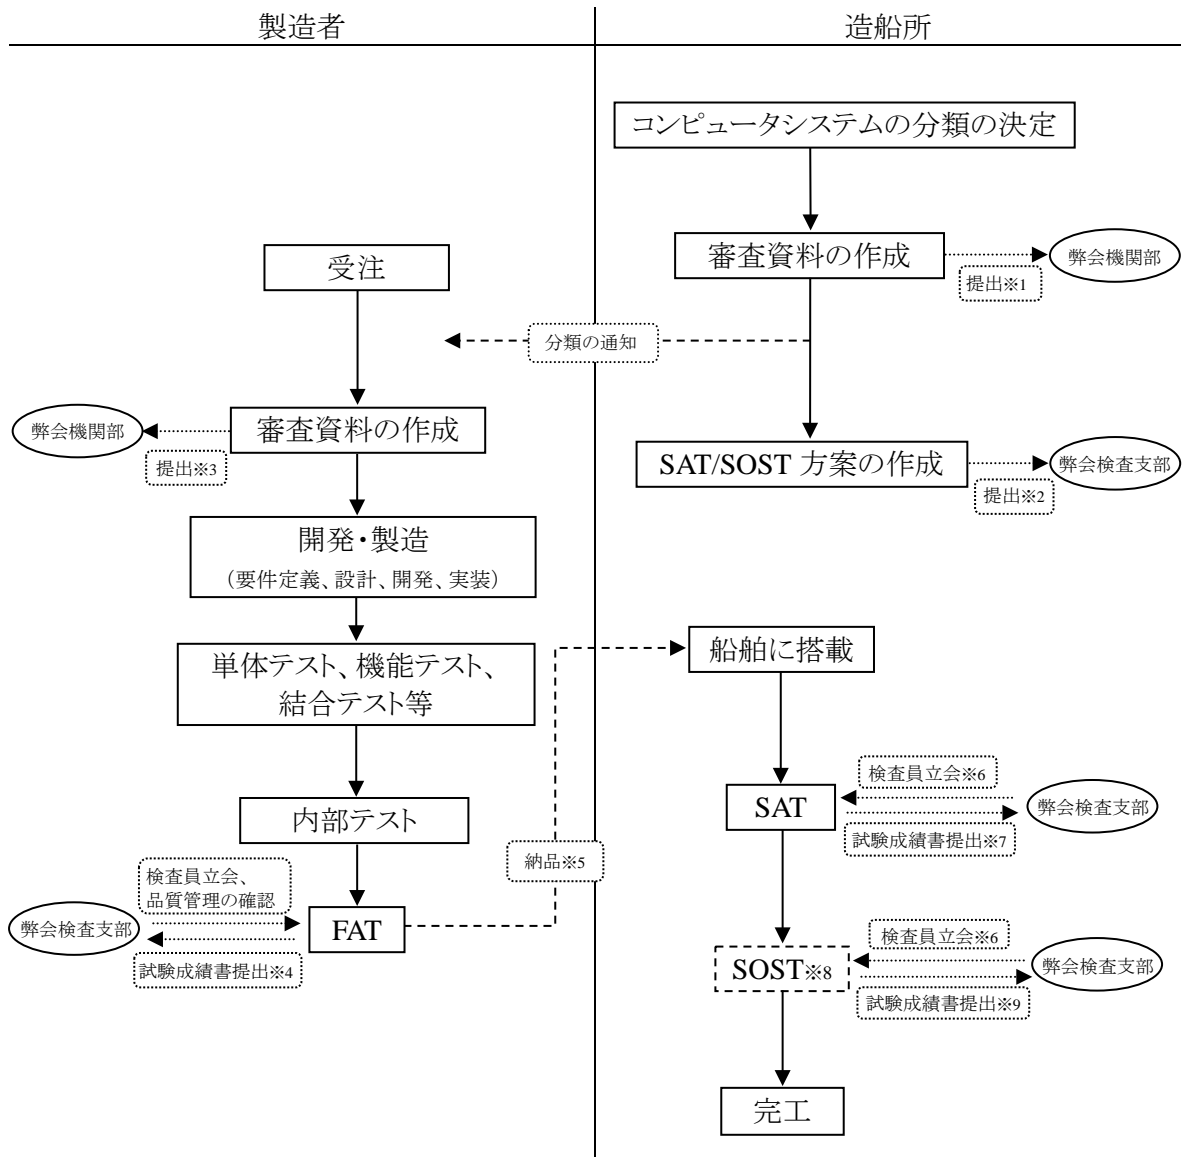 製造者
造船所
コンピュータシステムの分類の決定
審査資料の作成
弊会機関部
提出※1
受注
分類の通知
弊会機関部
審査資料の作成
提出※3
SAT/SOST 方案の作成
弊会検査支部
提出※2
開発・製造
（要件定義、設計、開発、実装）
単体テスト、機能テスト、
結合テスト等
船舶に搭載
内部テスト
検査員立会※6
SAT
弊会検査支部
試験成績書提出※7
納品※5
検査員立会、
品質管理の確認
弊会検査支部
FAT
試験成績書提出※4
検査員立会※6
SOST※8
弊会検査支部
試験成績書提出※9
完工